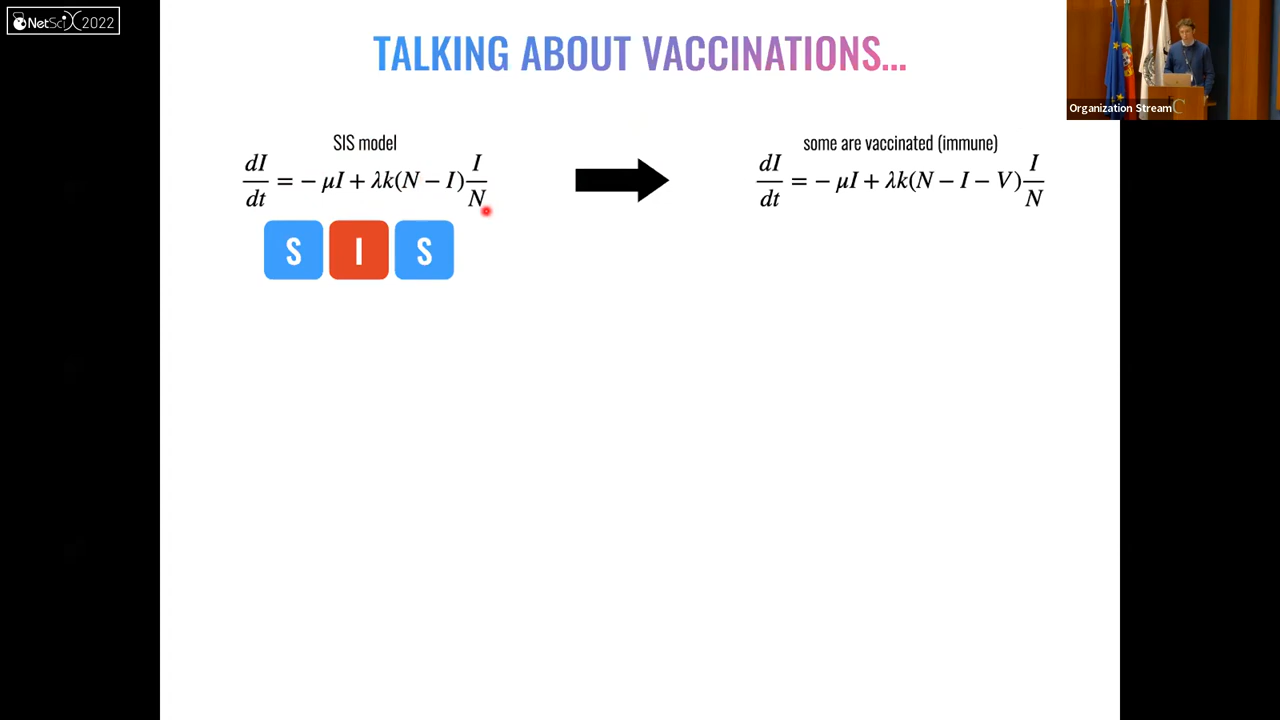 NetSciX 2022
TALKING ABOUT VACCINATIONS...
Organization Stream
SIS model
dI/dt = − μI + λk(N − I) I/N
S I S
some are vaccinated (immune)
dI/dt = − μI + λk(N − I − V) I/N